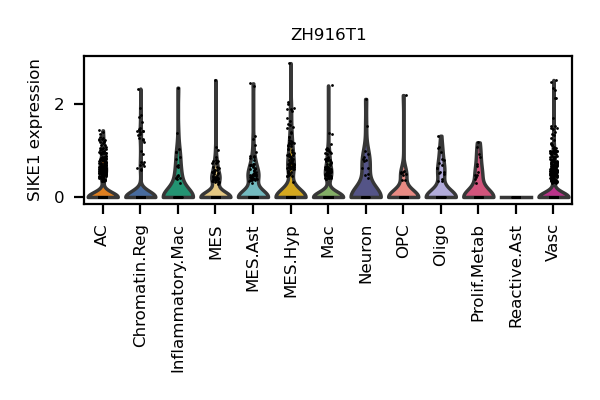 ZH916T1
SIKE1 expression
2
0
AC
Chromatin.Reg
Inflammatory.Mac
MES
MES.Ast
MES.Hyp
Mac
Neuron
OPC
Oligo
Prolif.Metab
Reactive.Ast
Vasc